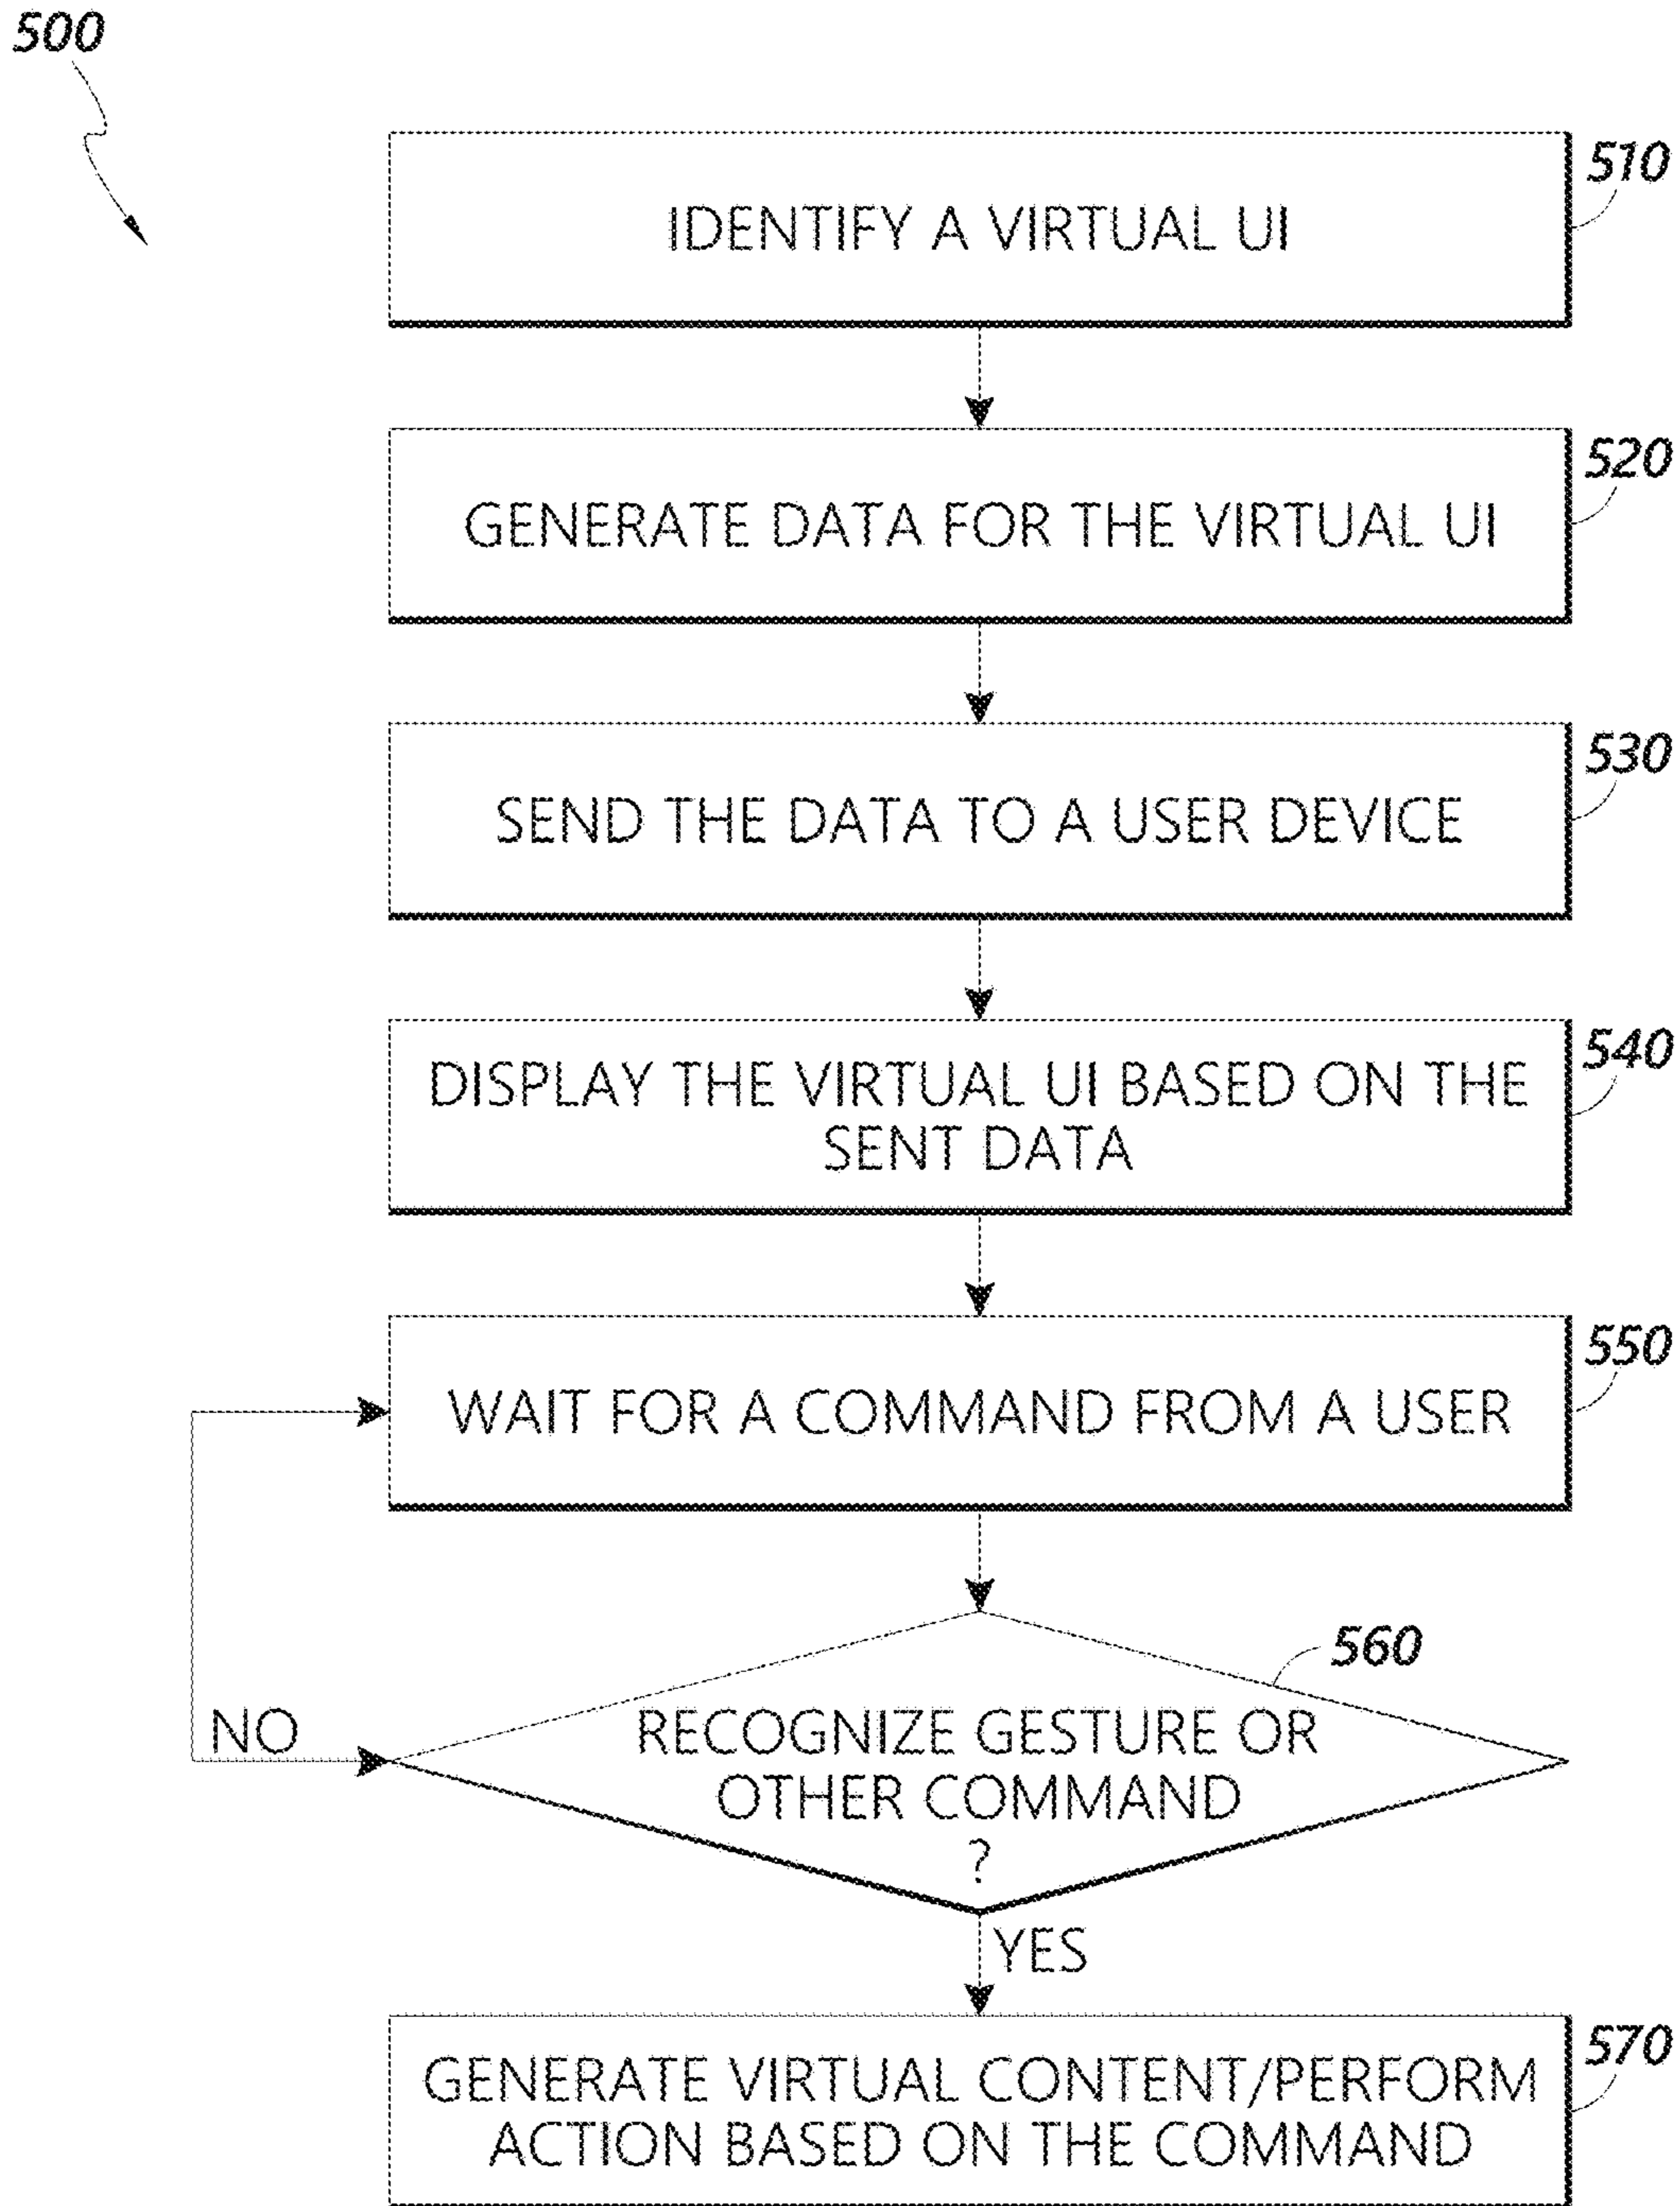 500
510
IDENTIFY A VIRTUAL UI
520
GENERATE DATA FOR THE VIRTUAL UI
530
SEND THE DATA TO A USER DEVICE
540
DISPLAY THE VIRTUAL UI BASED ON THE
SENT DATA
550
WAIT FOR A COMMAND FROM A USER
560
NO
RECOGNIZE GESTURE OR
OTHER COMMAND
?
YES
570
GENERATE VIRTUAL CONTENT/PERFORM
ACTION BASED ON THE COMMAND